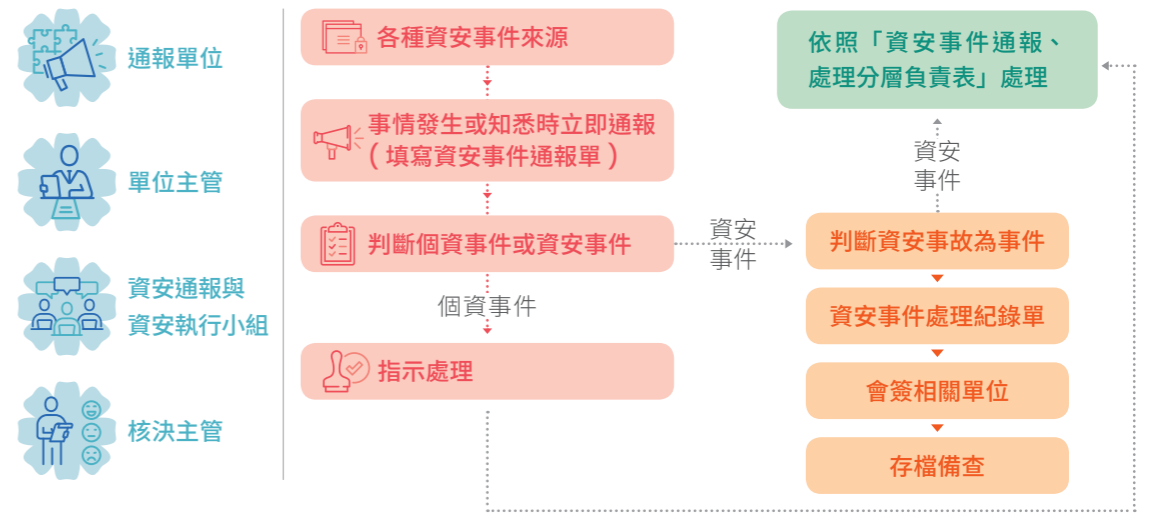 通報單位
單位主管
資安通報與
資安執行小組
核決主管
各種資安事件來源
事情發生或知悉時立即通報
( 填寫資安事件通報單 )
判斷個資事件或資安事件
個資事件
指示處理
資安
事件
依照「資安事件通報、
處理分層負責表」處理
資安
事件
判斷資安事故為事件
資安事件處理紀錄單
會簽相關單位
存檔備查